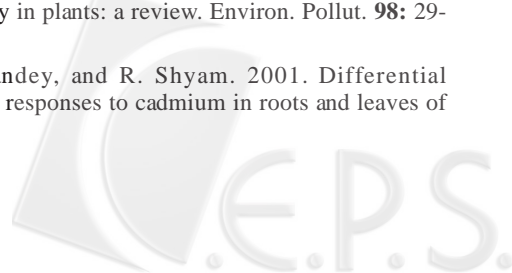 y in plants: a review. Environ. Pollut. 98: 29-
ndey, and R. Shyam. 2001. Differential
responses to cadmium in roots and leaves of
C.E.P.S.